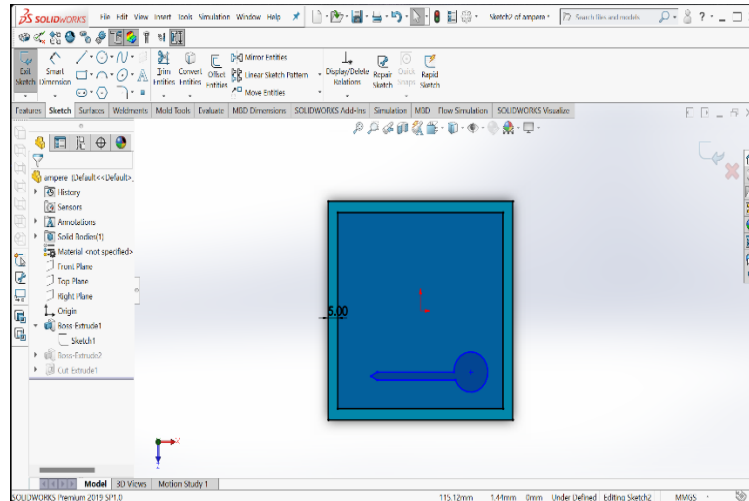 SOLIDWORKS File Edit View Insert Tools Simulation Window Help Sketch2 of ampere * Search files and models
Exit Sketch
Smart Dimension
Trim Entities
Convert Entities
Offset Entities
Mirror Entities
Linear Sketch Pattern
Move Entities
Display/Delete Relations
Repair Sketch
Quick Snaps
Rapid Sketch
Features Sketch Surfaces Weldments Mold Tools Evaluate MBD Dimensions SOLIDWORKS Add-Ins Simulation MBD Flow Simulation SOLIDWORKS Visualize
ampere (Default<<Default>_
History
Sensors
Annotations
Solid Bodies(1)
Material <not specified>
Front Plane
Top Plane
Right Plane
Origin
Boss-Extrude1
Sketch1
Boss-Extrude2
Cut Extrude1
5.00
Model 3D Views Motion Study 1
SOLIDWORKS Premium 2019 SP1.0 115.12mm 1.44mm 0mm Under Defined Editing Sketch2 MMGS